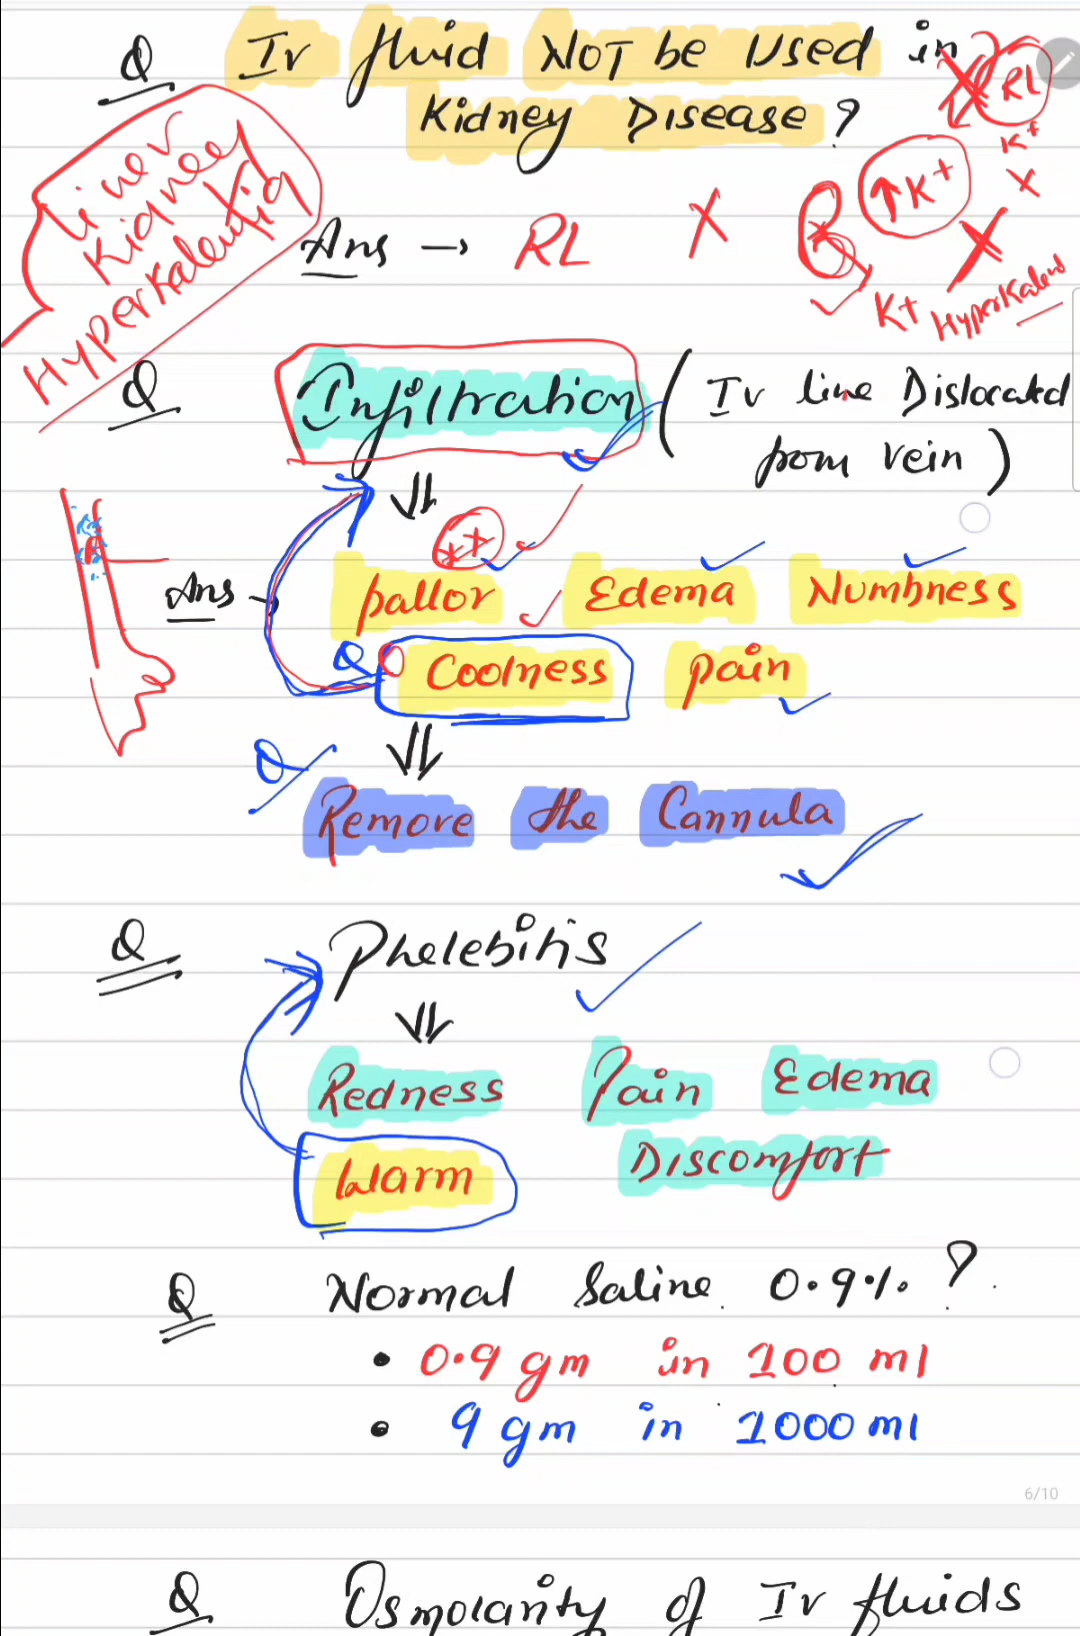 Q Iv fluid NOT be Used in
Kidney Disease ?
RL
K+
X
↑K+
Liver
Kidney
Hyperkalemia
Ans → RL X
K+ Hyperkalem
Q Infiltration ( Iv line Dislocated
from vein )
⇓
**
Ans → pallor Edema Numbness
Q Coolness pain
⇓
Q Remove the Cannula
Q Phelebitis
⇓
Redness Pain Edema
Warm Discomfort
Q Normal Saline 0.9% ?
• 0.9 gm in 100 ml
• 9 gm in 1000 ml
6/10
Q Osmolarity of Iv fluids